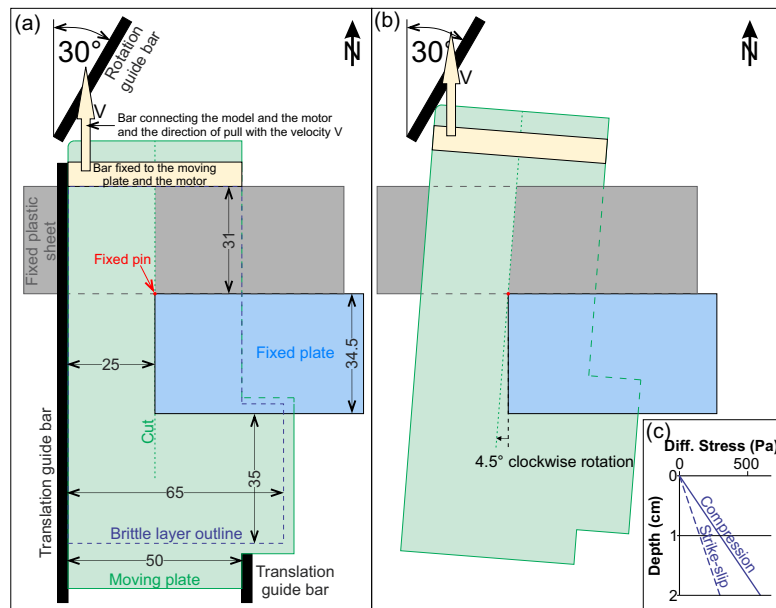 (a)
30°
Rotation
guide bar
N
V
Bar connecting the model and the motor
and the direction of pull with the velocity V
Bar fixed to the moving
plate and the motor
Fixed plastic
sheet
31
Fixed pin
25
Fixed plate
34.5
Cut
Translation guide bar
65
35
Brittle layer outline
50
Moving plate
Translation
guide bar
(b)
30°
V
N
4.5° clockwise rotation
(c)
Diff. Stress (Pa)
0
500
0
Depth (cm)
1
2
Compression
Strike-slip